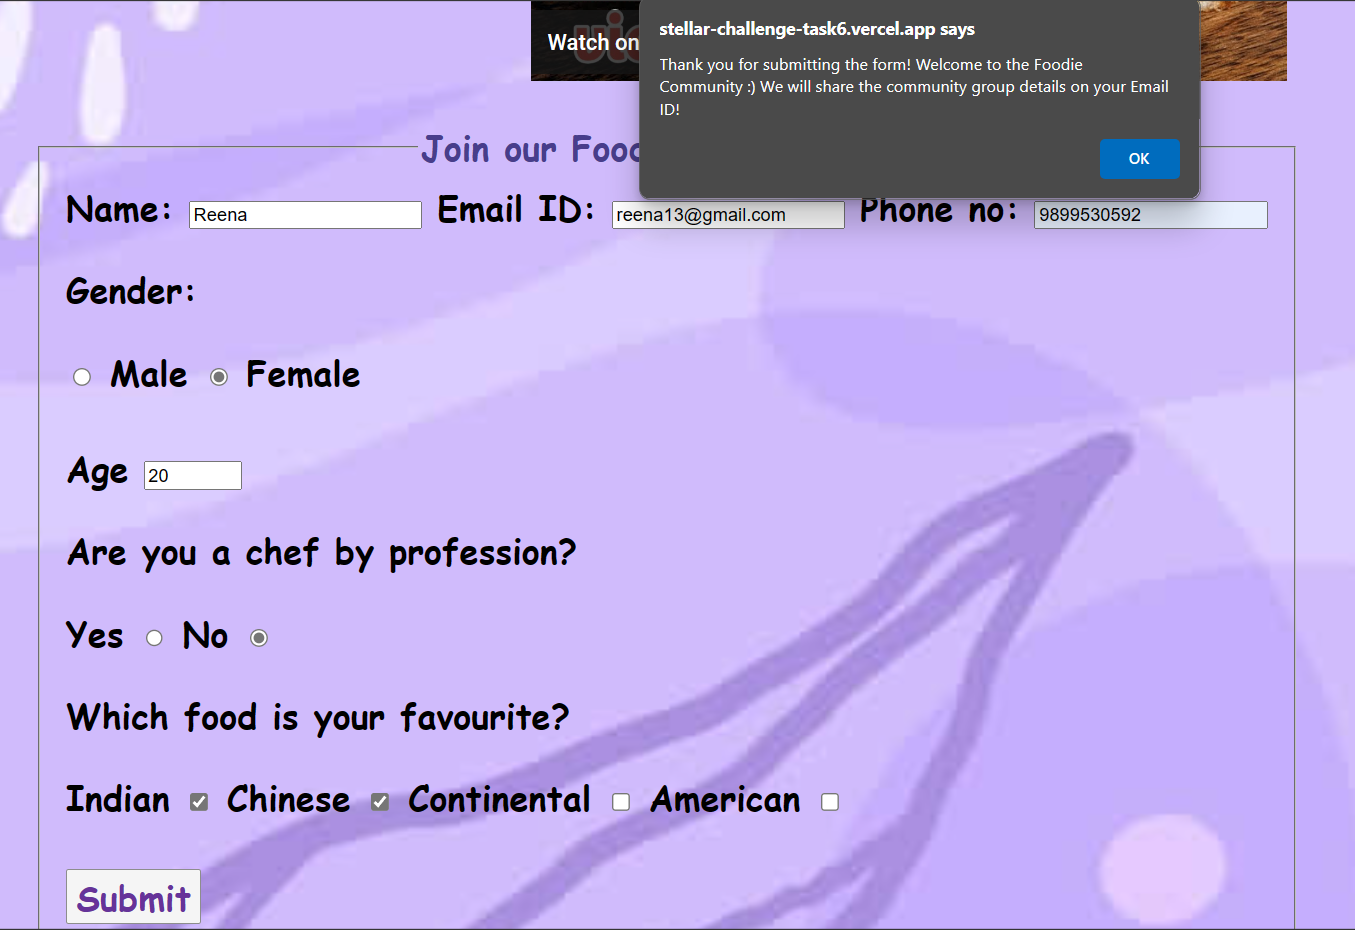 Watch on
stellar-challenge-task6.vercel.app says
Thank you for submitting the form! Welcome to the Foodie
Community :) We will share the community group details on your Email
ID!
OK
Join our Food
Name: Reena Email ID: reena13@gmail.com Phone no: 9899530592
Gender:
Male Female
Age 20
Are you a chef by profession?
Yes No
Which food is your favourite?
Indian Chinese Continental American
Submit